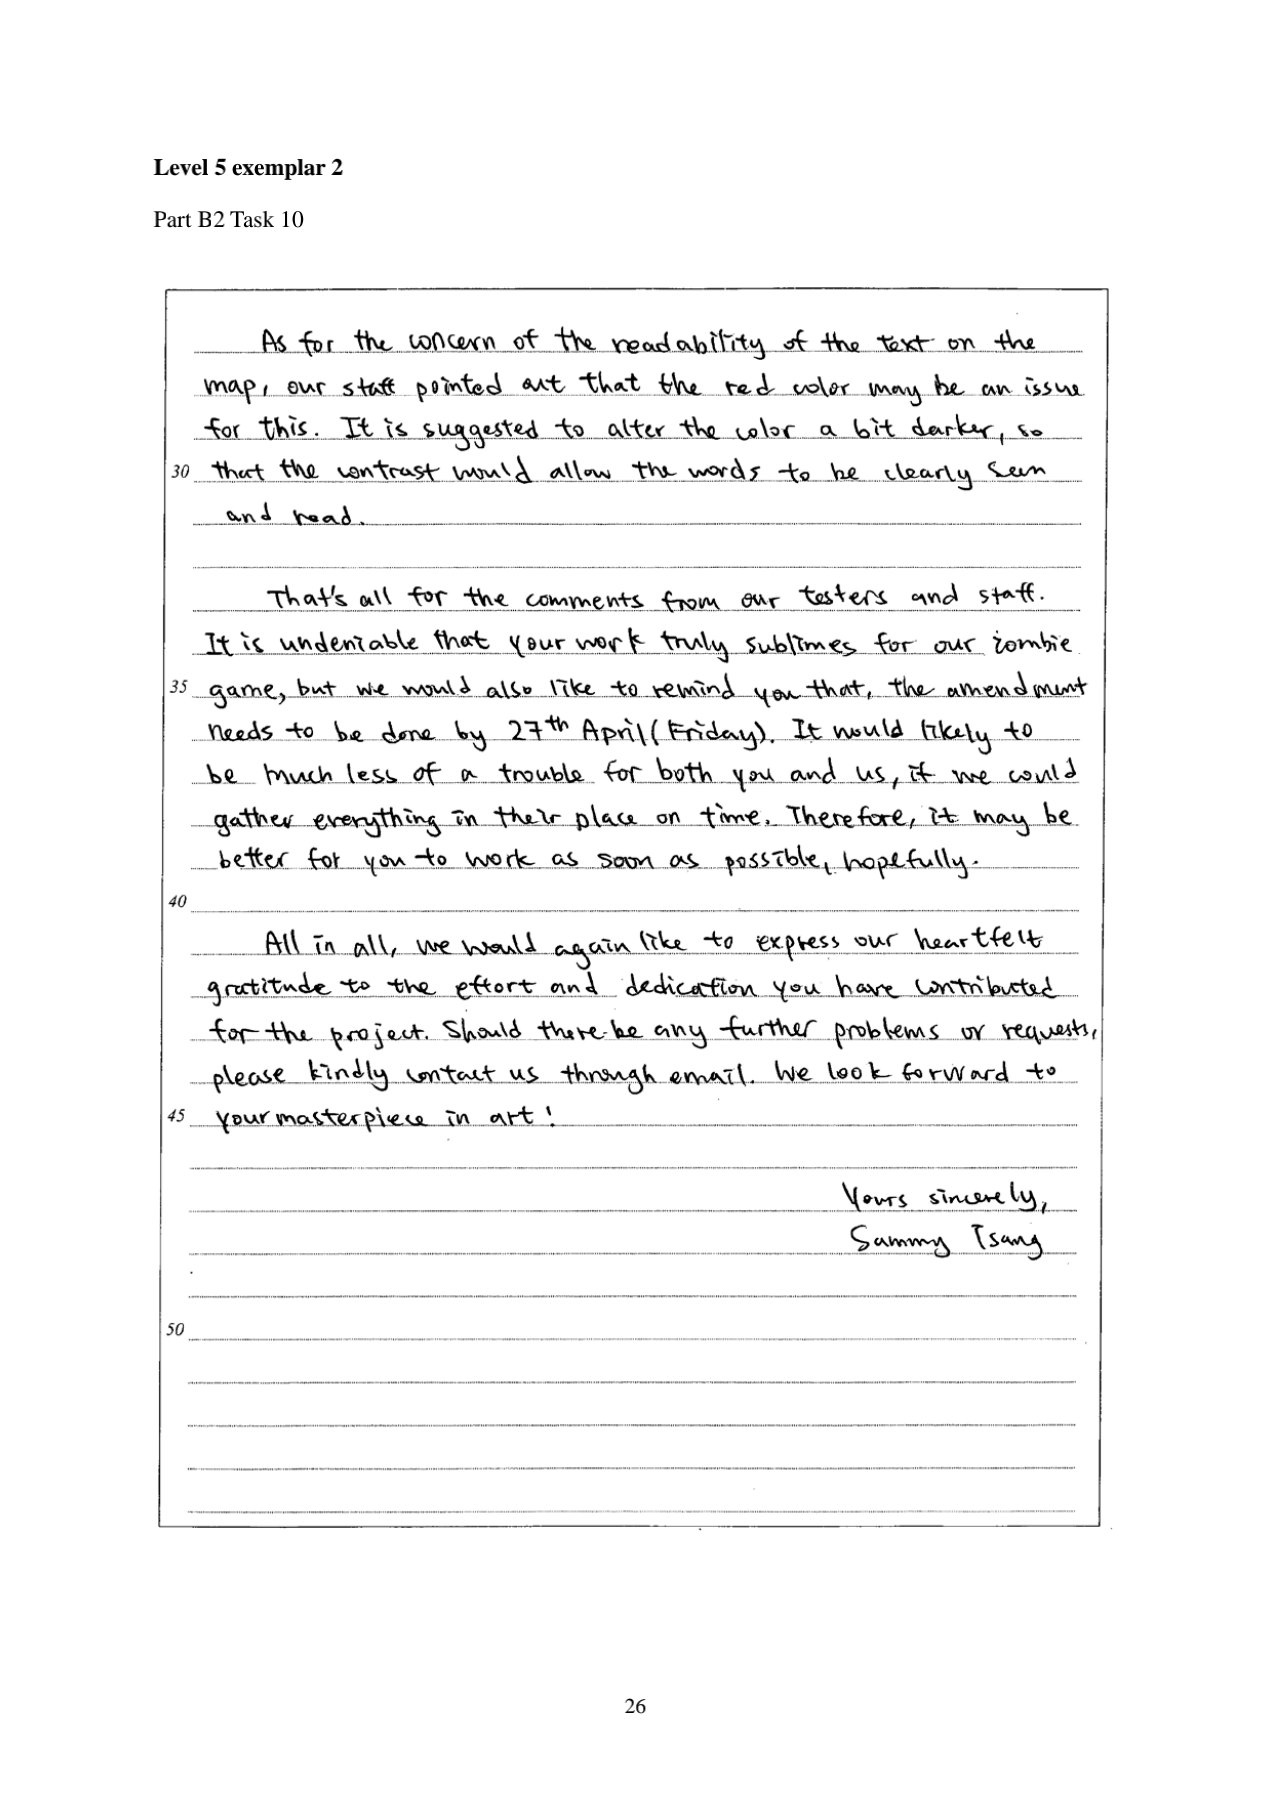 Level 5 exemplar 2
Part B2 Task 10
As for the concern of the readability of the text on the
map, our staff pointed out that the red color may be an issue
for this. It is suggested to alter the color a bit darker, so
30 that the contrast would allow the words to be clearly seen
and read.
That's all for the comments from our testers and staff.
It is undeniable that your work truly sublimes for our zombie
35 game, but we would also like to remind you that, the amendment
needs to be done by 27th April (Friday). It would likely to
be much less of a trouble for both you and us, if we could
gather everything in their place on time. Therefore, it may be
better for you to work as soon as possible, hopefully.
40
All in all, we would again like to express our heartfelt
gratitude to the effort and dedication you have contributed
for the project. Should there be any further problems or requests,
please kindly contact us through email. We look forward to
45 your masterpiece in art!
Yours sincerely,
Sammy Tsang
50
26